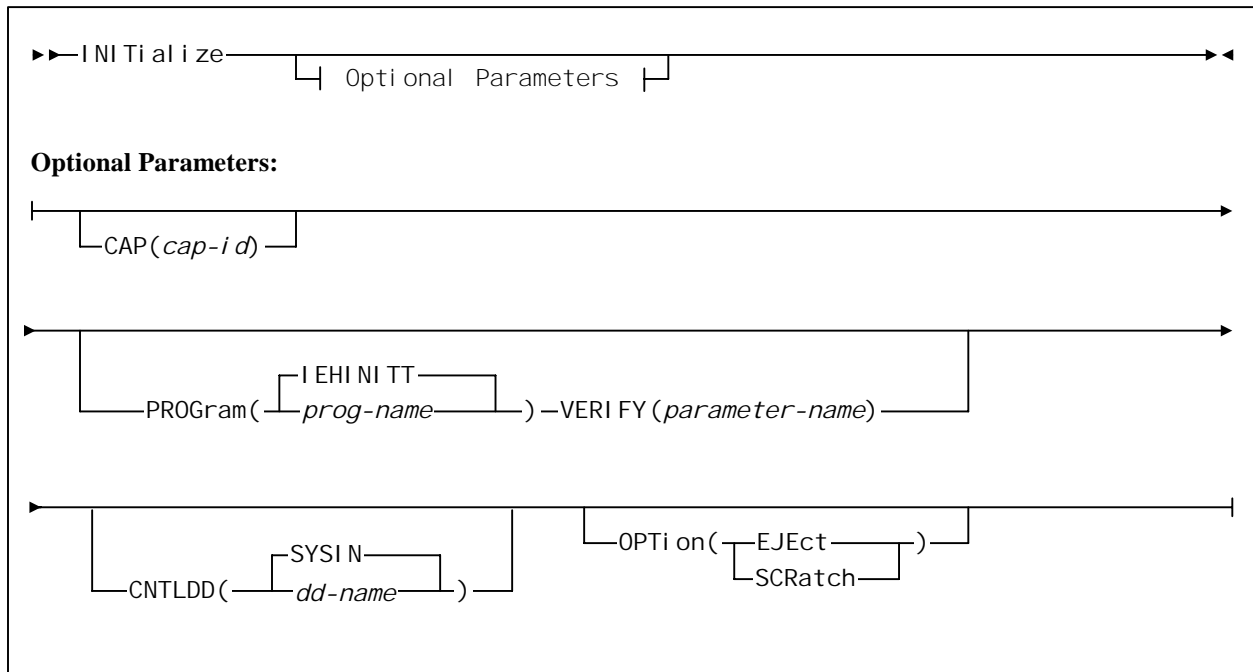 INITialize
Optional Parameters
Optional Parameters:
CAP(cap-id)
IEHINITT
PROGram( prog-name ) VERIFY(parameter-name)
SYSIN
CNTLDD( dd-name )
OPTion( EJEct )
SCRatch